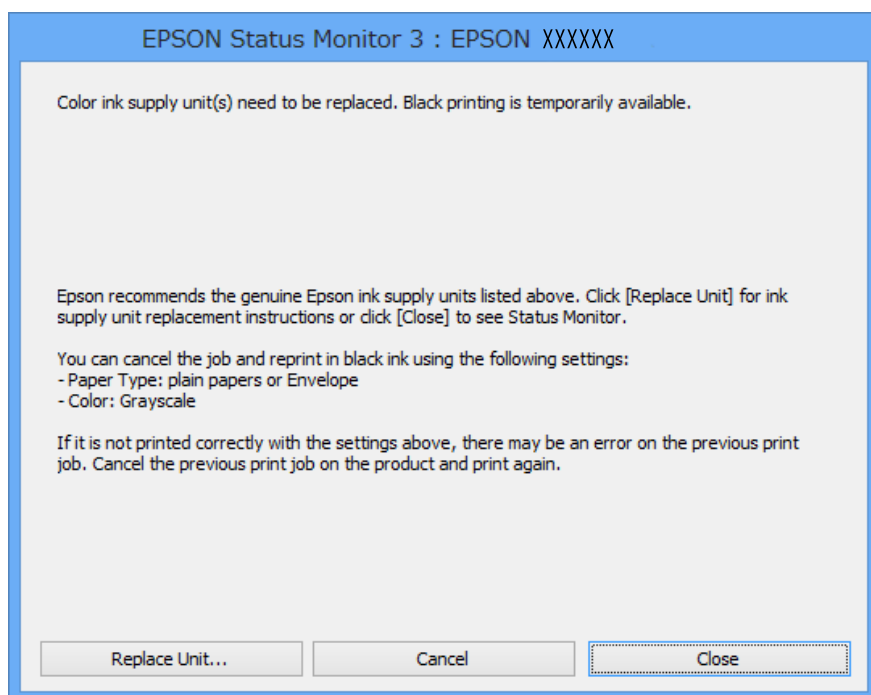 EPSON Status Monitor 3 : EPSON XXXXXX
Color ink supply unit(s) need to be replaced. Black printing is temporarily available.
Epson recommends the genuine Epson ink supply units listed above. Click [Replace Unit] for ink
supply unit replacement instructions or click [Close] to see Status Monitor.
You can cancel the job and reprint in black ink using the following settings:
- Paper Type: plain papers or Envelope
- Color: Grayscale
If it is not printed correctly with the settings above, there may be an error on the previous print
job. Cancel the previous print job on the product and print again.
Replace Unit...
Cancel
Close